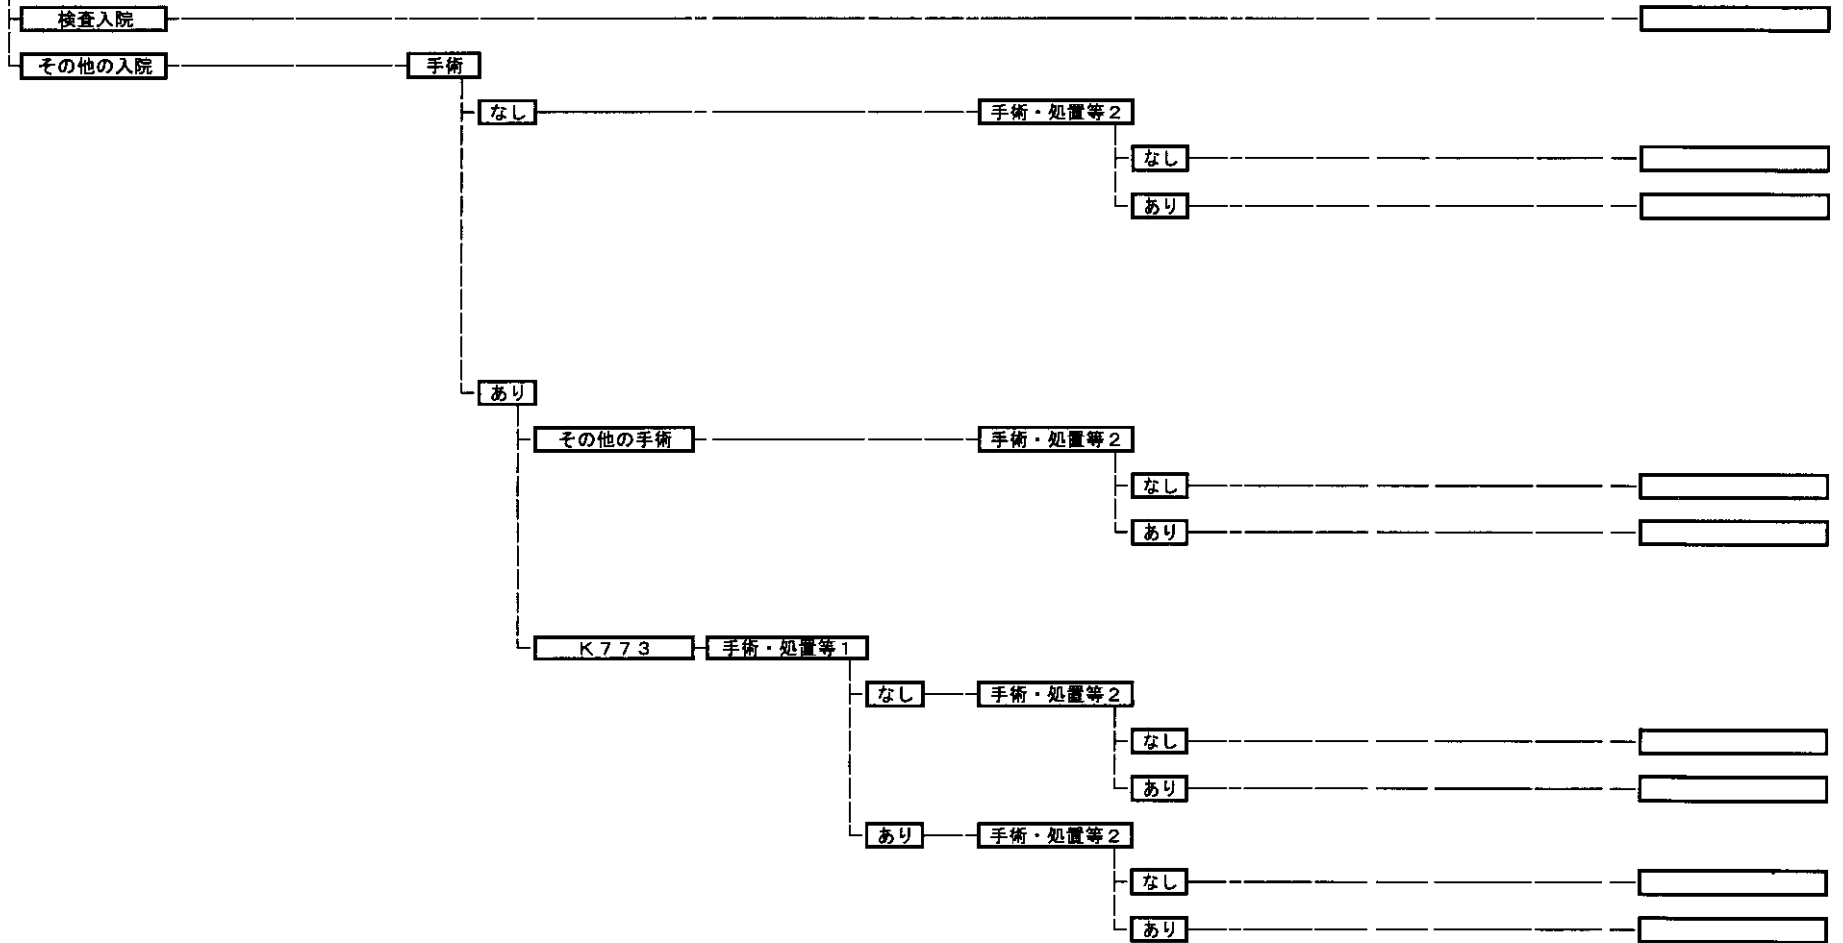 検査入院
その他の入院 手術
なし 手術・処置等2
なし
あり
あり
その他の手術 手術・処置等2
なし
あり
K773 手術・処置等1
なし 手術・処置等2
なし
あり
あり 手術・処置等2
なし
あり